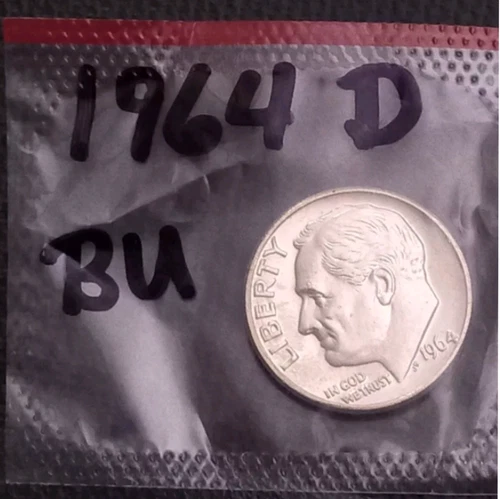 1964 D
BU
LIBERTY
IN GOD
WE TRUST
1964